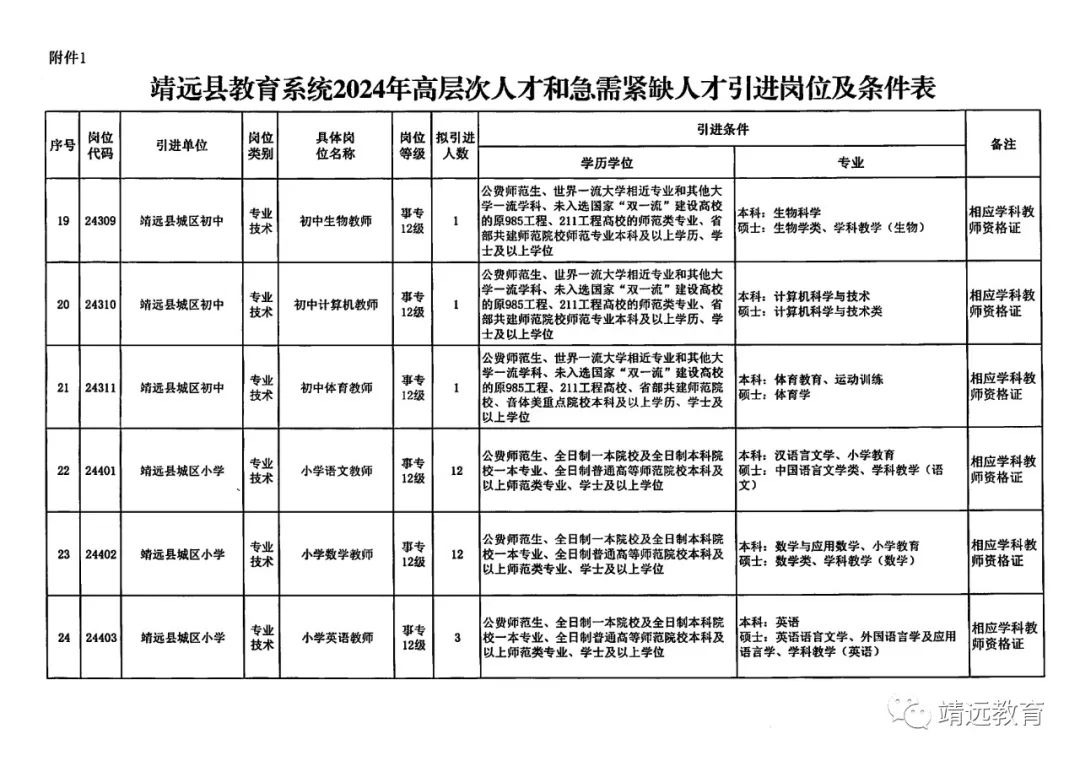 附件1
靖远县教育系统2024年高层次人才和急需紧缺人才引进岗位及条件表
序号 岗位代码 引进单位 岗位类别 具体岗位名称 岗位等级 拟引进人数 引进条件 备注
学历学位 专业
19 24309 靖远县城区初中 专业技术 初中生物教师 事专12级 1 公费师范生、世界一流大学相近专业和其他大学一流学科、未入选国家“双一流”建设高校的原985工程、211工程高校的师范类专业、省部共建师范院校师范专业本科及以上学历、学士及以上学位 本科：生物科学 硕士：生物学类、学科教学（生物） 相应学科教师资格证
20 24310 靖远县城区初中 专业技术 初中计算机教师 事专12级 1 公费师范生、世界一流大学相近专业和其他大学一流学科、未入选国家“双一流”建设高校的原985工程、211工程高校的师范类专业、省部共建师范院校师范专业本科及以上学历、学士及以上学位 本科：计算机科学与技术 硕士：计算机科学与技术类 相应学科教师资格证
21 24311 靖远县城区初中 专业技术 初中体育教师 事专12级 1 公费师范生、世界一流大学相近专业和其他大学一流学科、未入选国家“双一流”建设高校的原985工程、211工程高校、省部共建师范院校、音体美重点院校本科及以上学历、学士及以上学位 本科：体育教育、运动训练 硕士：体育学 相应学科教师资格证
22 24401 靖远县城区小学 专业技术 小学语文教师 事专12级 12 公费师范生、全日制一本院校及全日制本科院校一本专业、全日制普通高等师范院校本科及以上师范类专业、学士及以上学位 本科：汉语言文学、小学教育 硕士：中国语言文学类、学科教学（语文） 相应学科教师资格证
23 24402 靖远县城区小学 专业技术 小学数学教师 事专12级 12 公费师范生、全日制一本院校及全日制本科院校一本专业、全日制普通高等师范院校本科及以上师范类专业、学士及以上学位 本科：数学与应用数学、小学教育 硕士：数学类、学科教学（数学） 相应学科教师资格证
24 24403 靖远县城区小学 专业技术 小学英语教师 事专12级 3 公费师范生、全日制一本院校及全日制本科院校一本专业、全日制普通高等师范院校本科及以上师范类专业、学士及以上学位 本科：英语 硕士：英语语言文学、外国语言学及应用语言学、学科教学（英语） 相应学科教师资格证
靖远教育